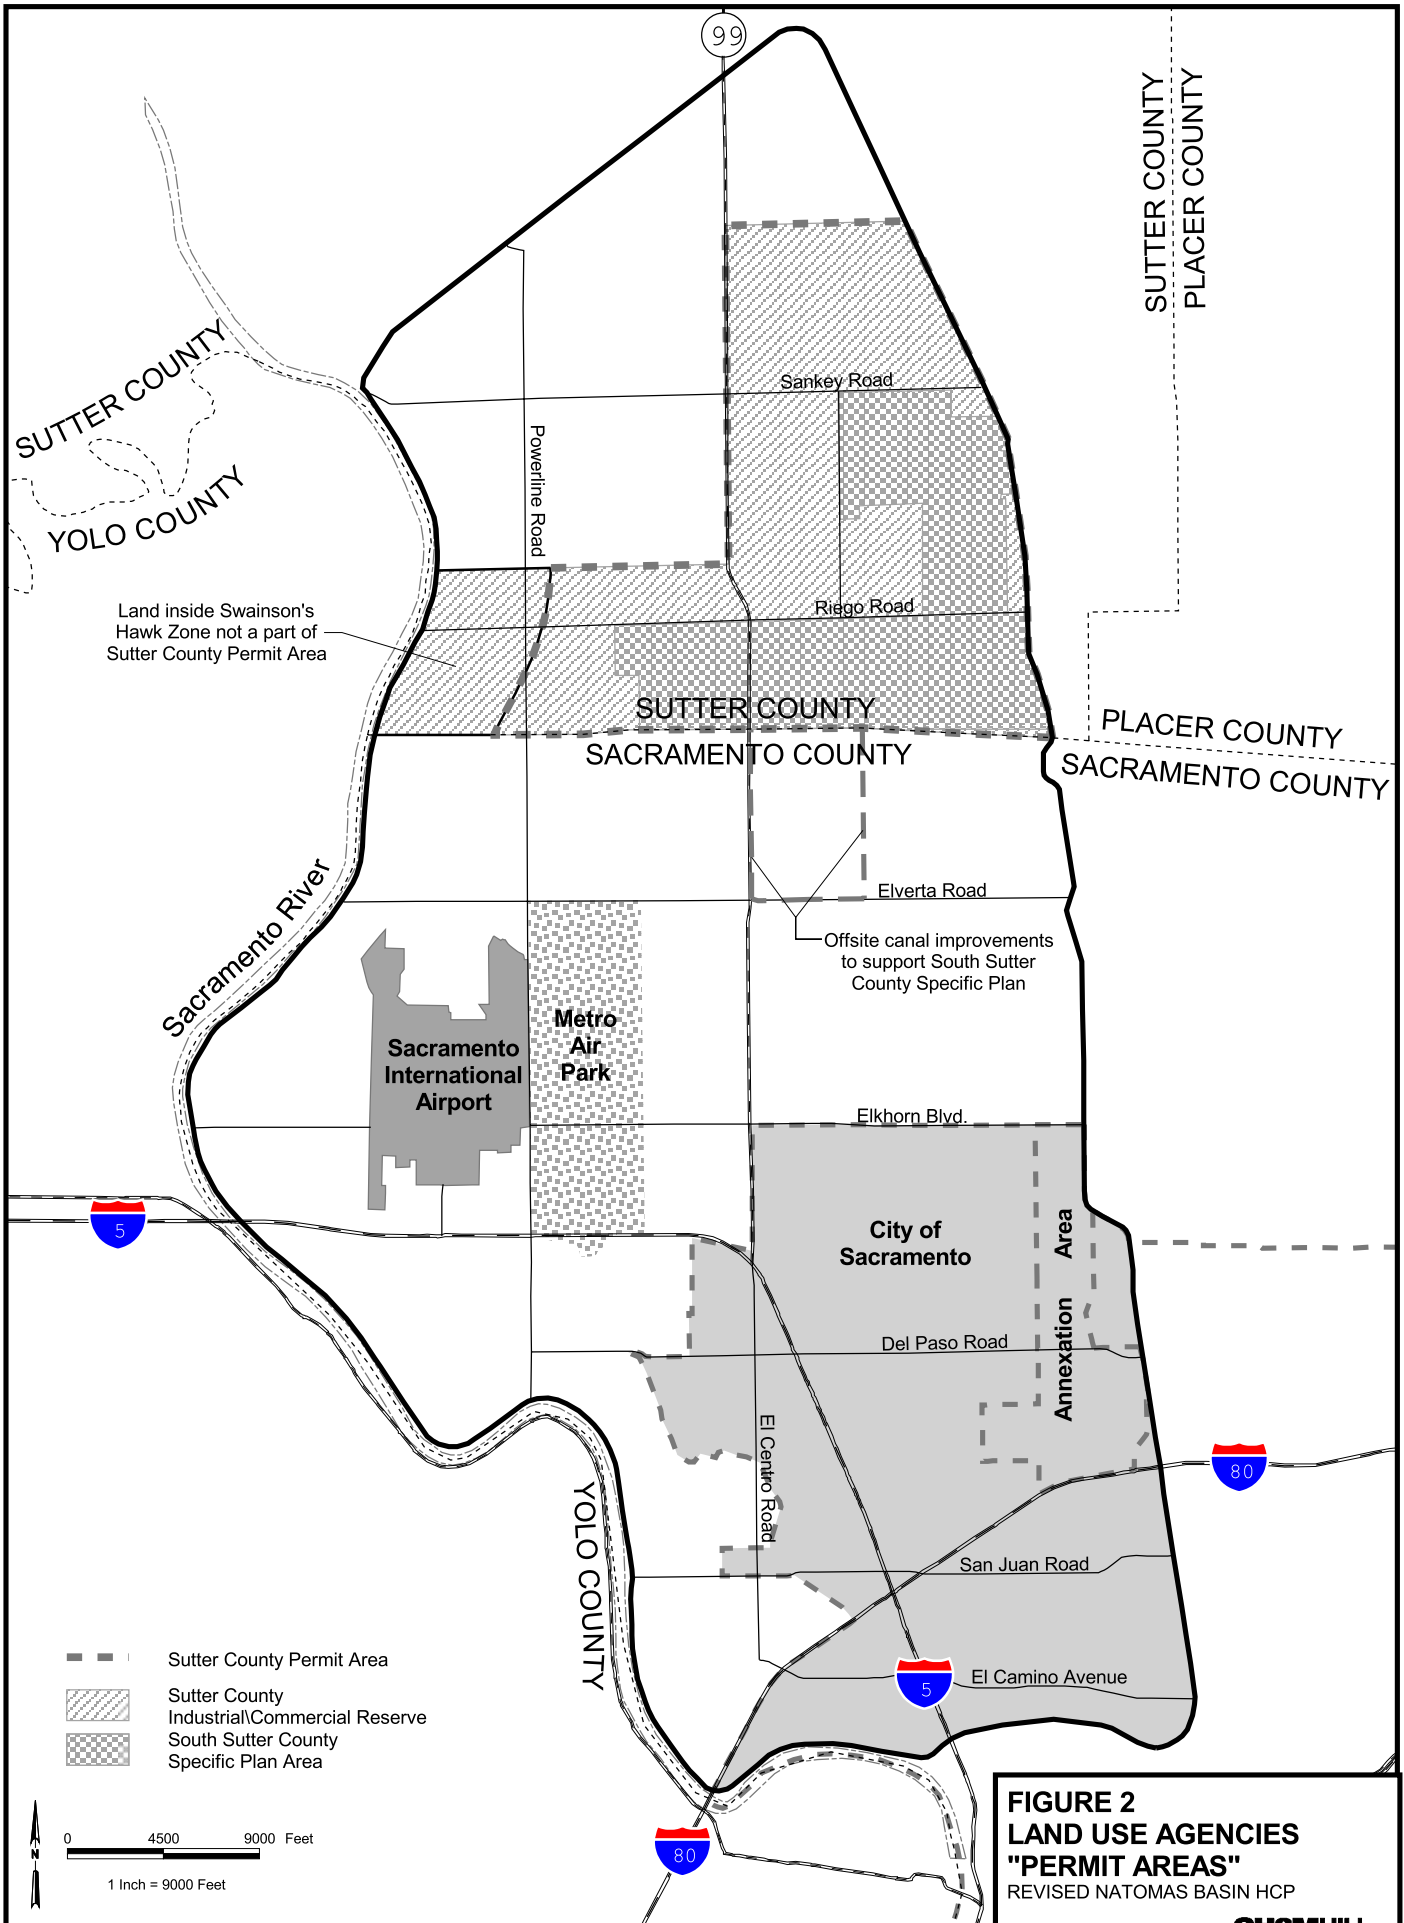 99
SUTTER COUNTY
PLACER COUNTY
SUTTER COUNTY
YOLO COUNTY
Sankey Road
Powerline Road
Land inside Swainson's
Hawk Zone not a part of
Sutter County Permit Area
Riego Road
SUTTER COUNTY
SACRAMENTO COUNTY
PLACER COUNTY
SACRAMENTO COUNTY
Sacramento River
Elverta Road
Offsite canal improvements
to support South Sutter
County Specific Plan
Metro
Air
Park
Sacramento
International
Airport
Elkhorn Blvd.
5
City of
Sacramento
Annexation Area
Del Paso Road
El Centro Road
80
YOLO COUNTY
San Juan Road
El Camino Avenue
5
Sutter County Permit Area
Sutter County
Industrial\Commercial Reserve
South Sutter County
Specific Plan Area
N
0 4500 9000 Feet
1 Inch = 9000 Feet
80
FIGURE 2
LAND USE AGENCIES
"PERMIT AREAS"
REVISED NATOMAS BASIN HCP